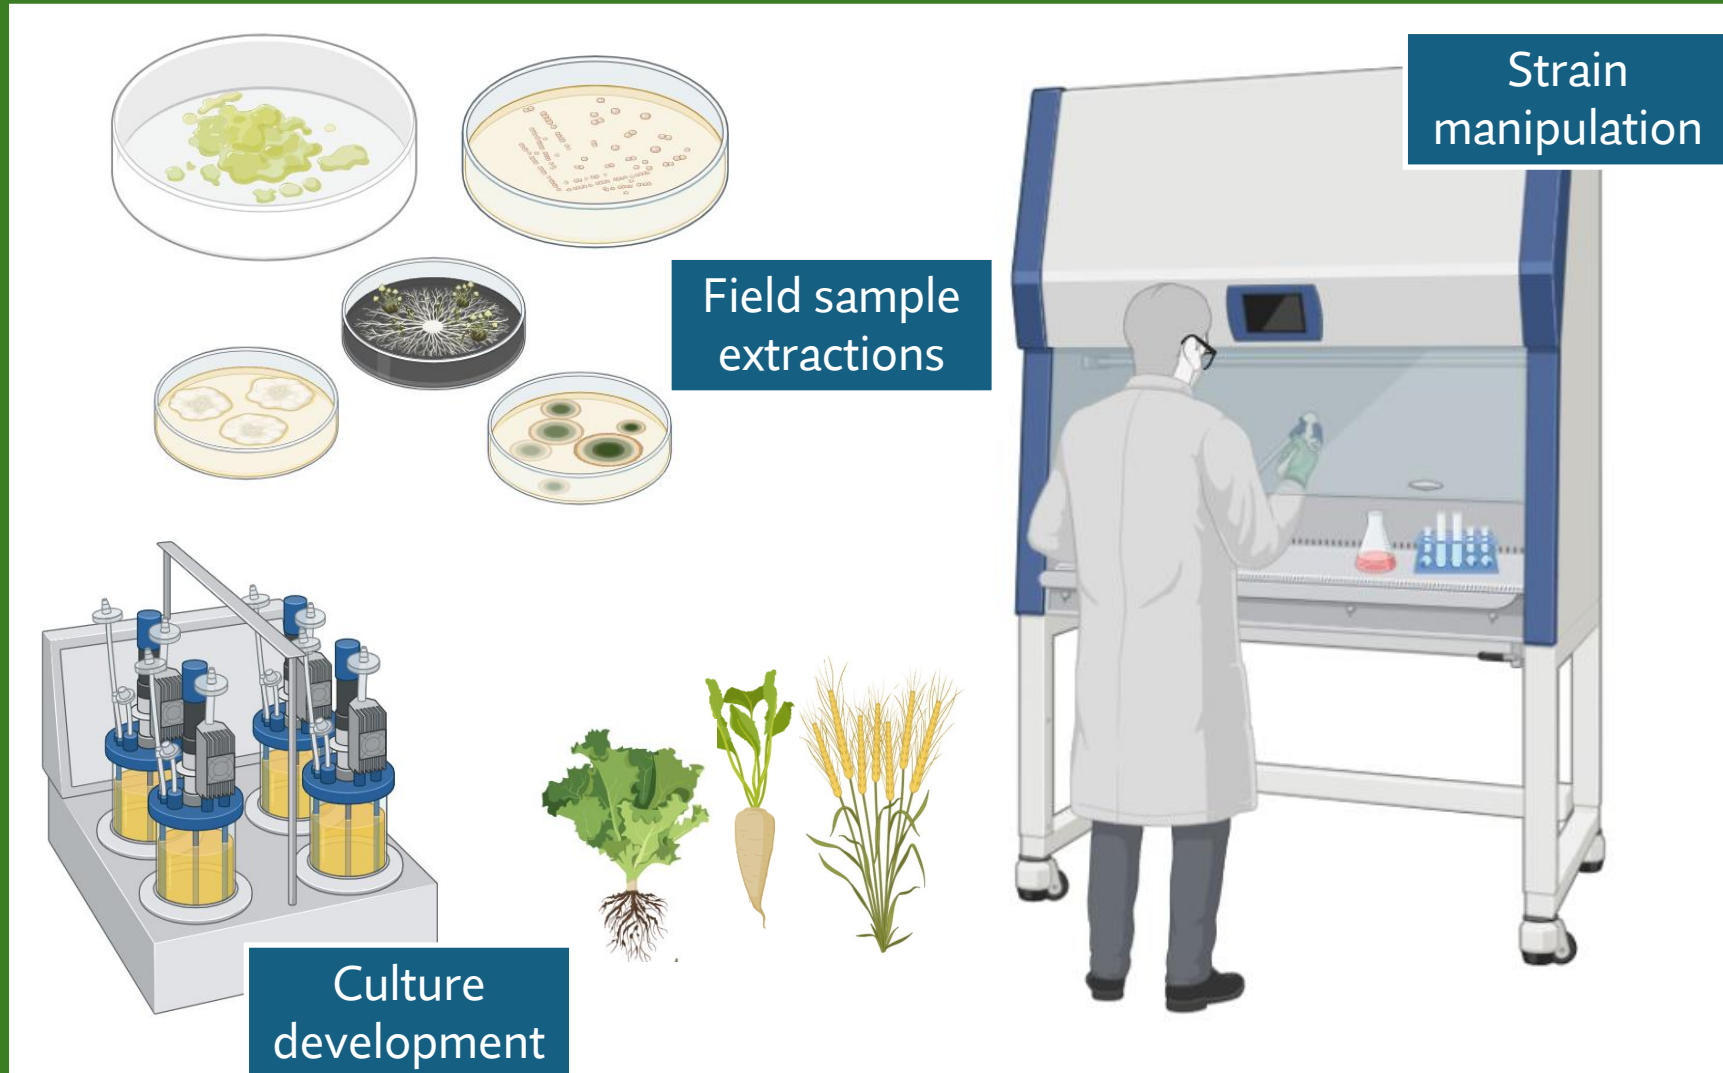 Strain
manipulation
Field sample
extractions
Culture
development